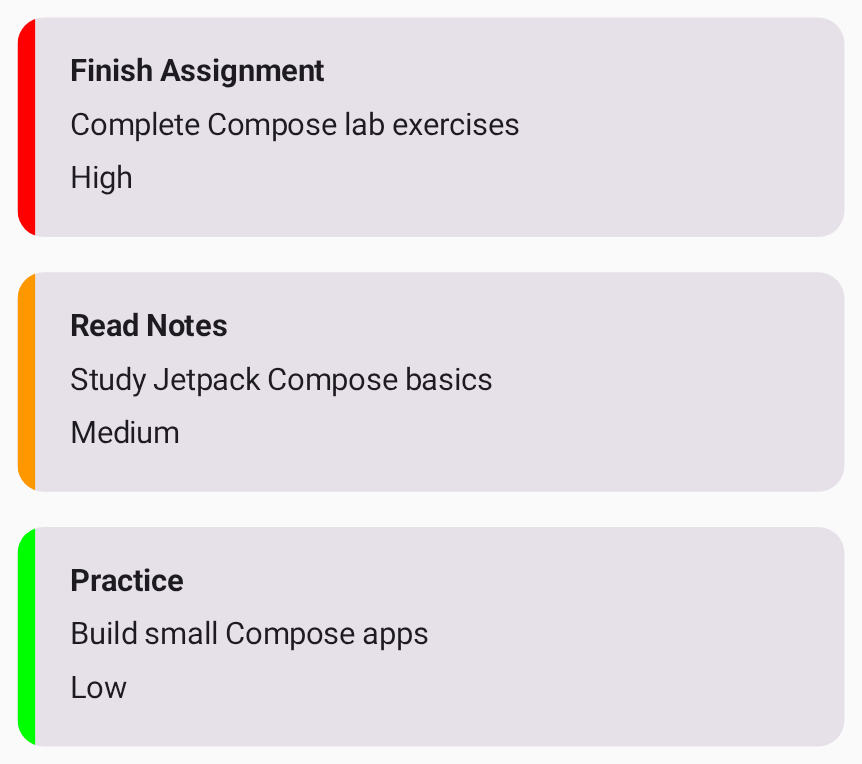 Finish Assignment
Complete Compose lab exercises
High
Read Notes
Study Jetpack Compose basics
Medium
Practice
Build small Compose apps
Low